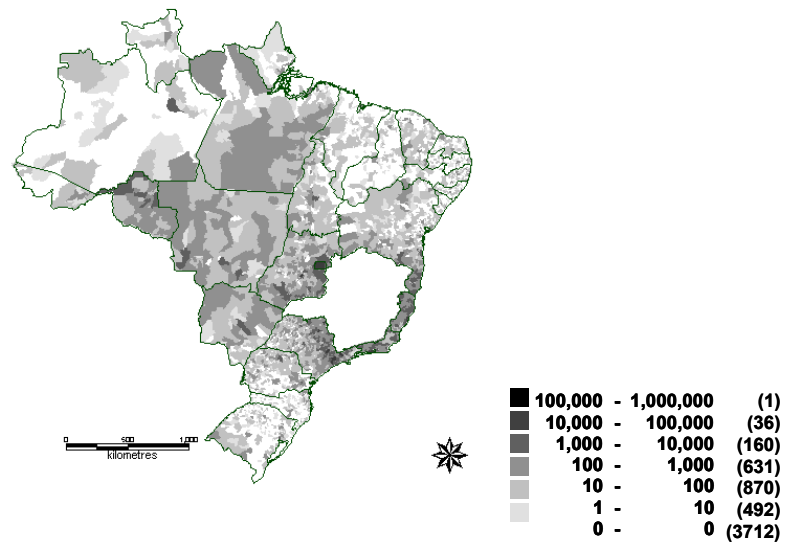 0 500 1,000
kilometres
100,000 - 1,000,000 (1)
10,000 - 100,000 (36)
1,000 - 10,000 (160)
100 - 1,000 (631)
10 - 100 (870)
1 - 10 (492)
0 - 0 (3712)